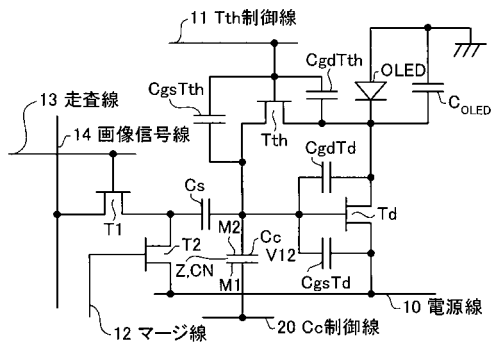 11 Tth制御線
CgdTth
OLED
CgsTth
C OLED
Tth
13 走査線
14 画像信号線
CgdTd
Cs
Td
T1
T2
M2
Cc
V12
Z,CN
M1
CgsTd
10 電源線
12 マージ線
20 Cc制御線